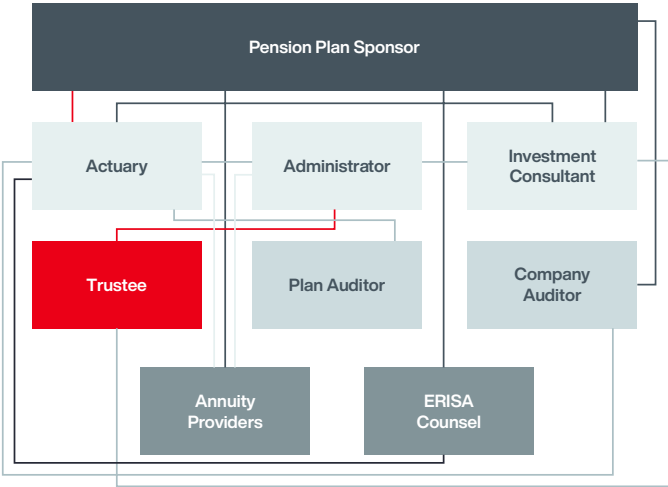 Pension Plan Sponsor
Actuary
Administrator
Investment
Consultant
Trustee
Plan Auditor
Company
Auditor
Annuity
Providers
ERISA
Counsel